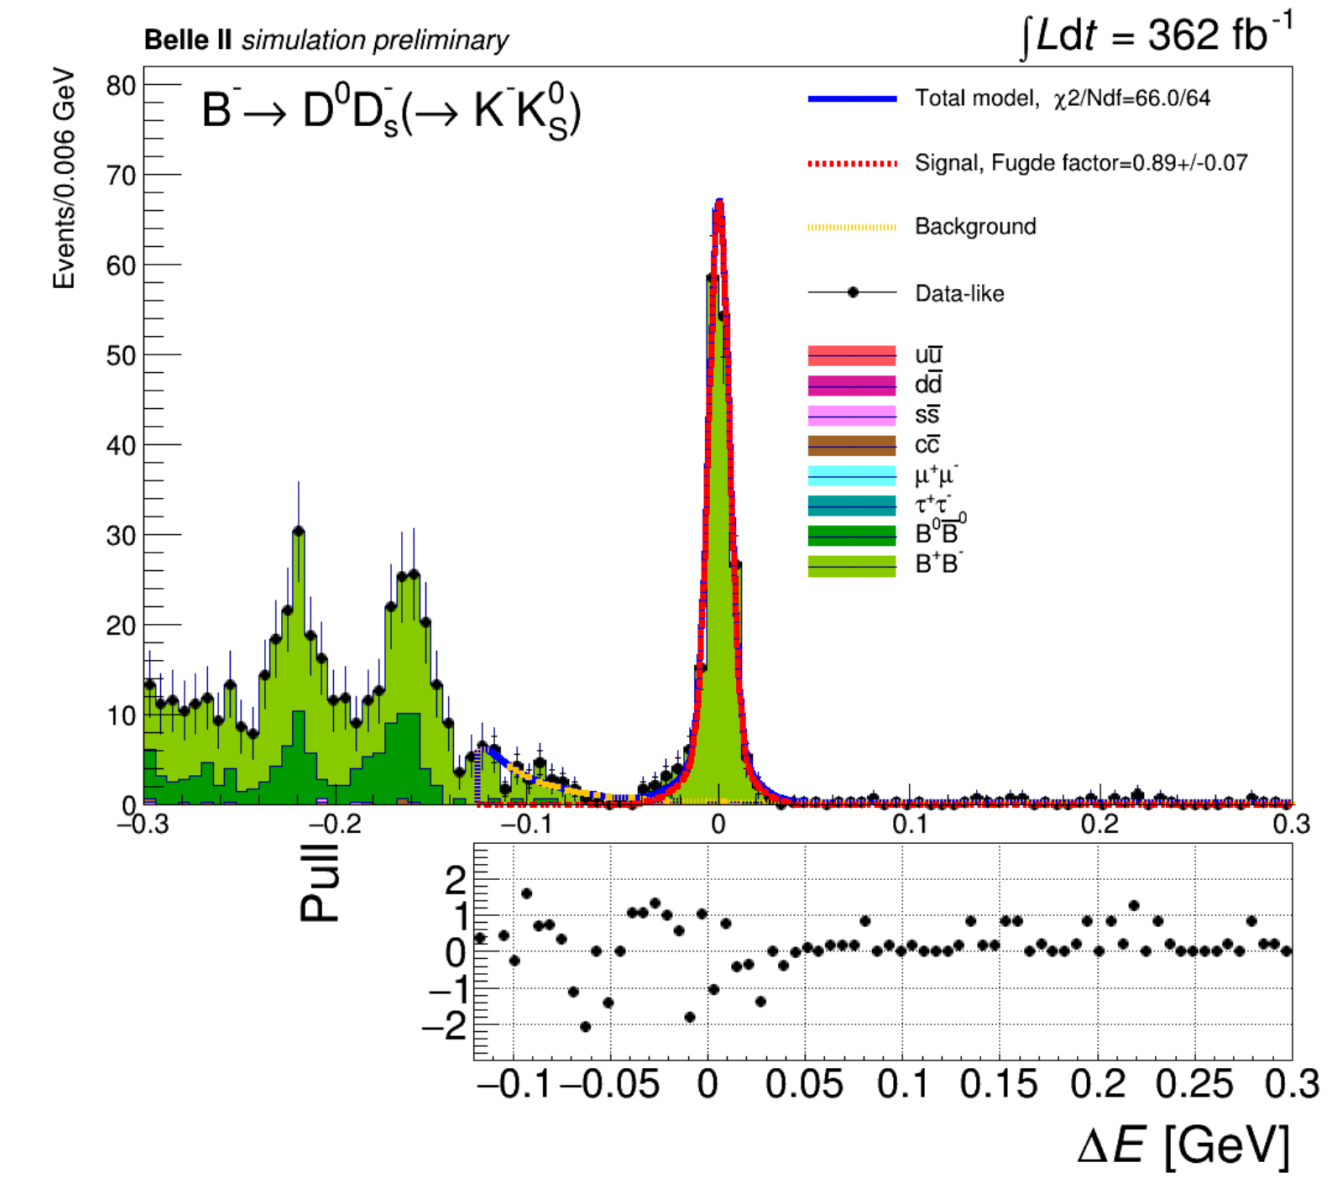 Belle II simulation preliminary
∫Ldt = 362 fb⁻¹
Events/0.006 GeV
B⁻→ D⁰D⁻ₛ(→ K⁻K⁰S)
Total model, χ2/Ndf=66.0/64
Signal, Fugde factor=0.89+/-0.07
Background
Data-like
uu̅
dd̅
ss̅
cc̅
μ⁺μ⁻
τ⁺τ⁻
B⁰B̅⁰
B⁺B⁻
80
70
60
50
40
30
20
10
0
−0.3 −0.2 −0.1 0 0.1 0.2 0.3
Pull
2
1
0
−1
−2
−0.1 −0.05 0 0.05 0.1 0.15 0.2 0.25 0.3
ΔE [GeV]